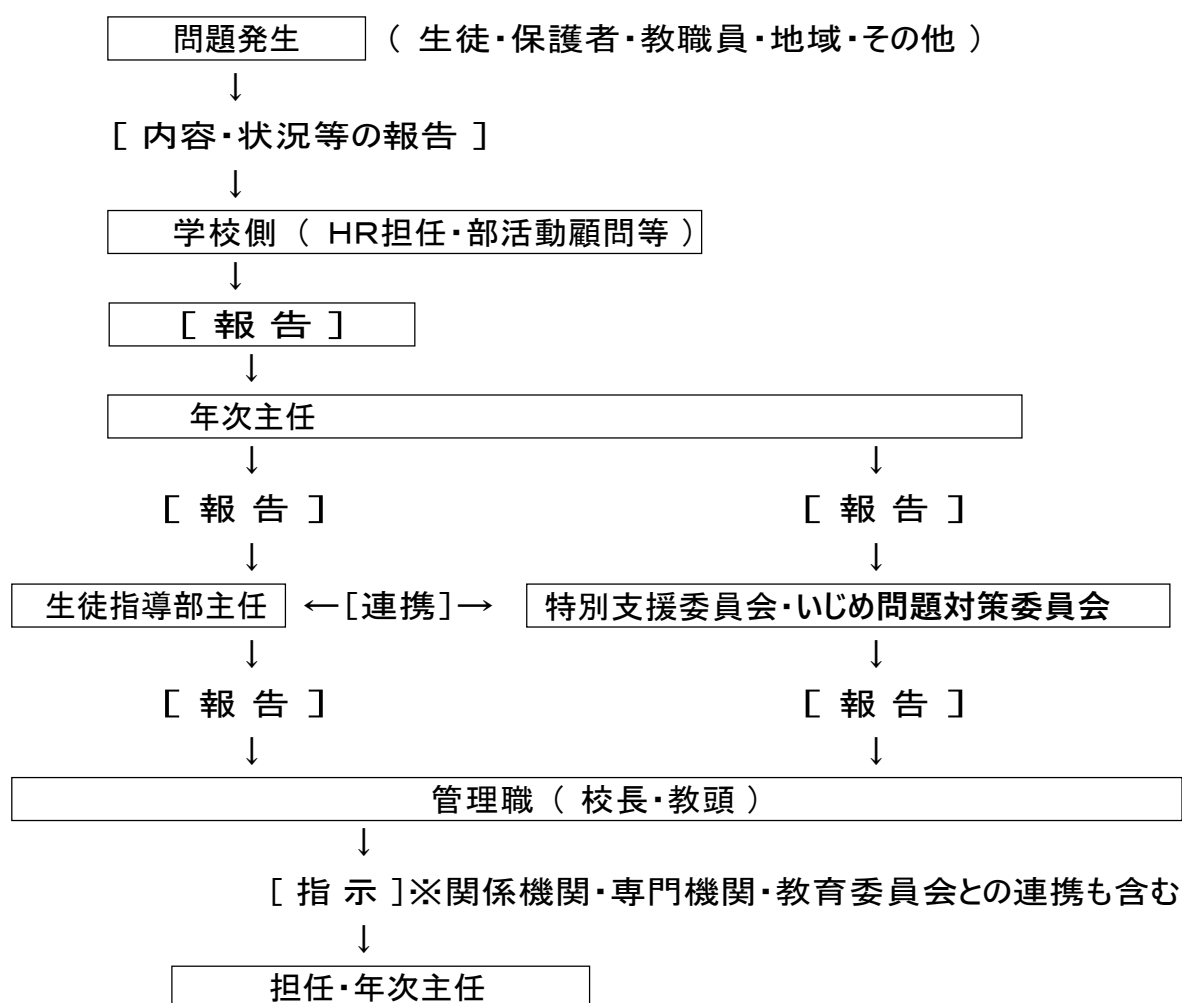 問題発生 （ 生徒・保護者・教職員・地域・その他 ）
↓
[ 内容・状況等の報告 ]
↓
学校側 （ HR担任・部活動顧問等 ）
↓
[ 報 告 ]
↓
年次主任
↓ ↓
[ 報 告 ] [ 報 告 ]
↓ ↓
生徒指導部主任 ←[連携]→ 特別支援委員会・いじめ問題対策委員会
↓ ↓
[ 報 告 ] [ 報 告 ]
↓ ↓
管理職 （ 校長・教頭 ）
↓
[ 指 示 ]※関係機関・専門機関・教育委員会との連携も含む
↓
担任・年次主任